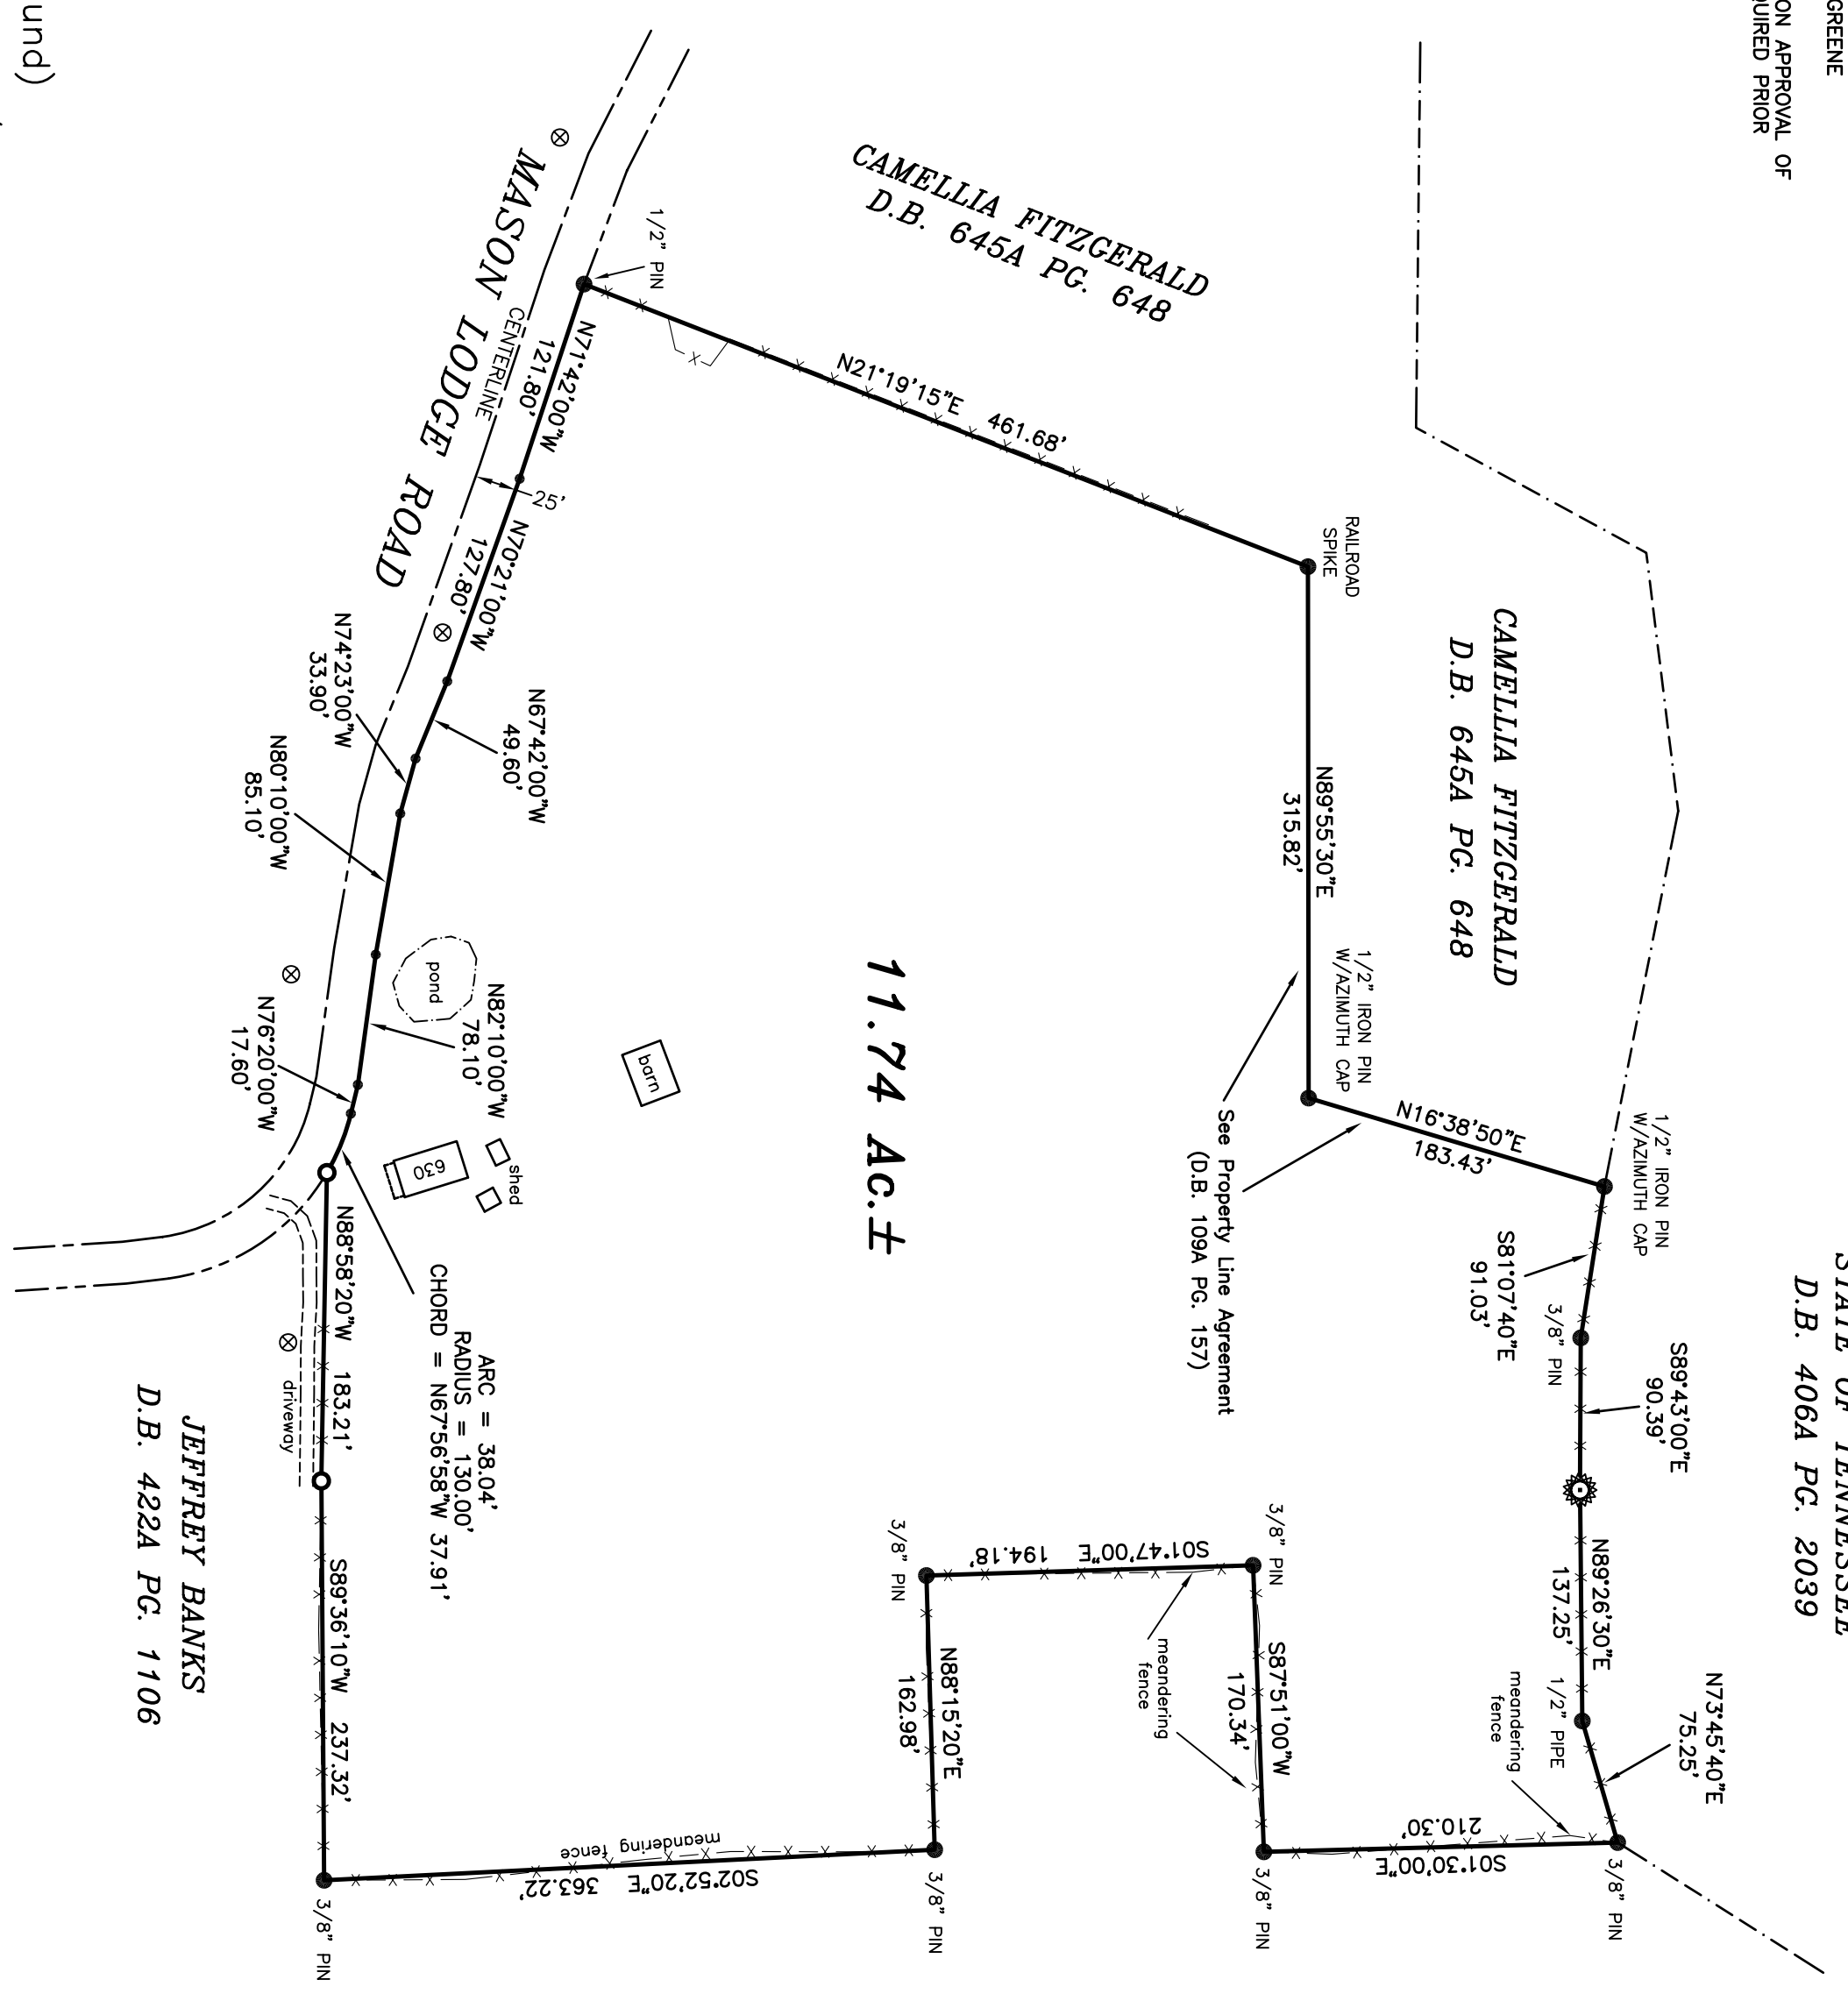 GREENE
ON APPROVAL OF
UIRED PRIOR
STATE OF TENNESSEE
D.B. 406A PG. 2039
CAMELLIA FITZGERALD
D.B. 645A PG. 648
CAMELLIA FITZGERALD
D.B. 645A PG. 648
1/2" IRON PIN
W/AZIMUTH CAP
S81°07'40"E
91.03'
3/8" PIN
S89°43'00"E
90.39'
N89°26'30"E
137.25'
1/2" PIPE
N73°45'40"E
75.25'
meandering
fence
3/8" PIN
S01°30'00"E
210.30'
3/8" PIN
S87°51'00"W
170.34'
meandering
fence
3/8" PIN
S01°47'00"E 194.18'
3/8" PIN
N88°15'20"E
162.98'
3/8" PIN
S02°52'20"E 363.22'
meandering fence
3/8" PIN
S89°36'10"W 237.32'
N88°58'20"W 183.21'
driveway
JEFFREY BANKS
D.B. 422A PG. 1106
ARC = 38.04'
RADIUS = 130.00'
CHORD = N67°56'58"W 37.91'
N76°20'00"W
17.60'
N82°10'00"W
78.10'
N80°10'00"W
85.10'
N74°23'00"W
33.90'
N67°42'00"W
49.60'
N70°21'00"W
127.80'
25'
N71°42'00"W
121.80'
CENTERLINE
MASON LODGE ROAD
1/2" PIN
N21°19'15"E 461.68'
RAILROAD
SPIKE
N89°55'30"E
315.82'
1/2" IRON PIN
W/AZIMUTH CAP
N16°38'50"E
183.43'
See Property Line Agreement
(D.B. 109A PG. 157)
11.74 Ac.±
barn
pond
shed
630
und)